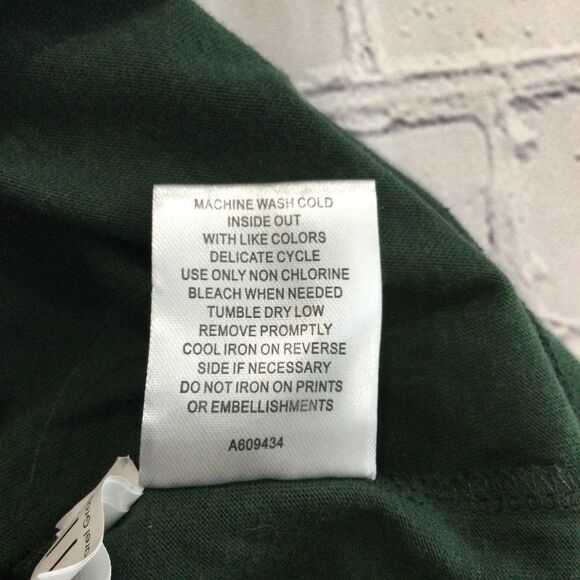 MACHINE WASH COLD
INSIDE OUT
WITH LIKE COLORS
DELICATE CYCLE
USE ONLY NON CHLORINE
BLEACH WHEN NEEDED
TUMBLE DRY LOW
REMOVE PROMPTLY
COOL IRON ON REVERSE
SIDE IF NECESSARY
DO NOT IRON ON PRINTS
OR EMBELLISHMENTS
A609434